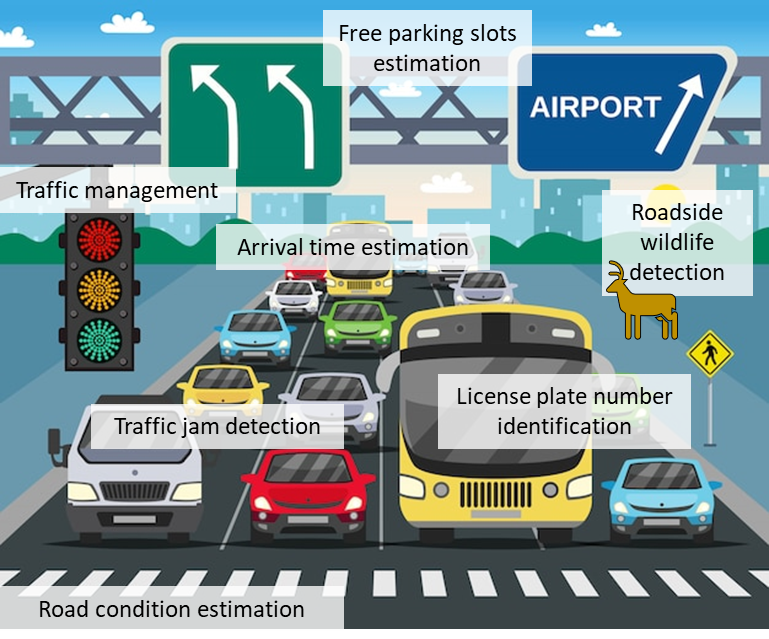 Free parking slots
estimation
AIRPORT
Traffic management
Roadside
wildlife
detection
Arrival time estimation
License plate number
identification
Traffic jam detection
Road condition estimation